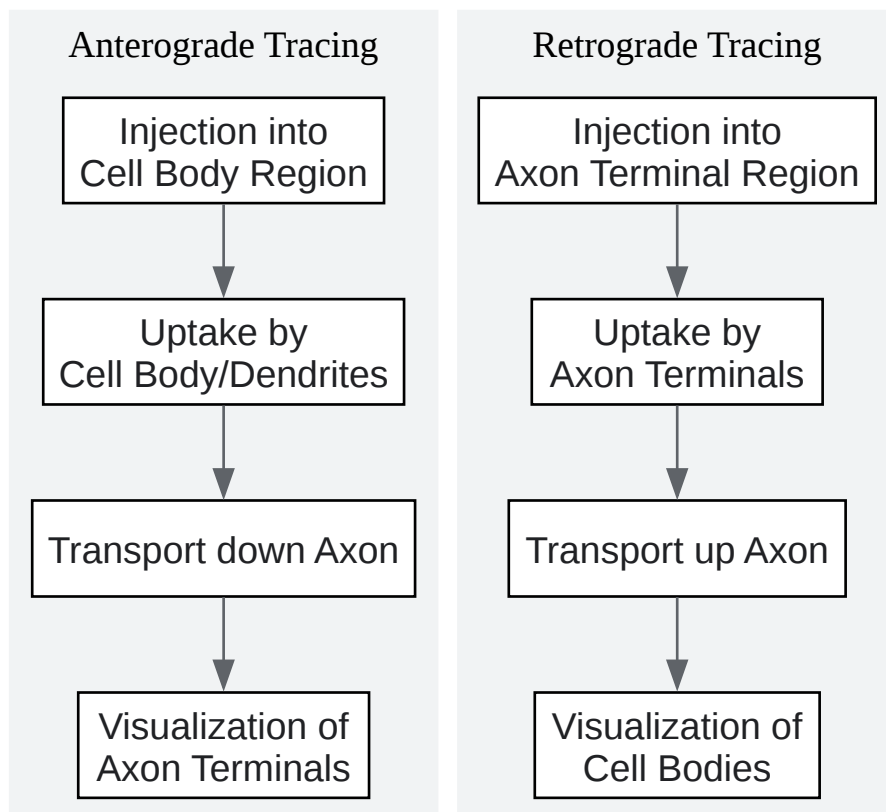 Anterograde Tracing
Injection into
Cell Body Region
Uptake by
Cell Body/Dendrites
Transport down Axon
Visualization of
Axon Terminals
Retrograde Tracing
Injection into
Axon Terminal Region
Uptake by
Axon Terminals
Transport up Axon
Visualization of
Cell Bodies